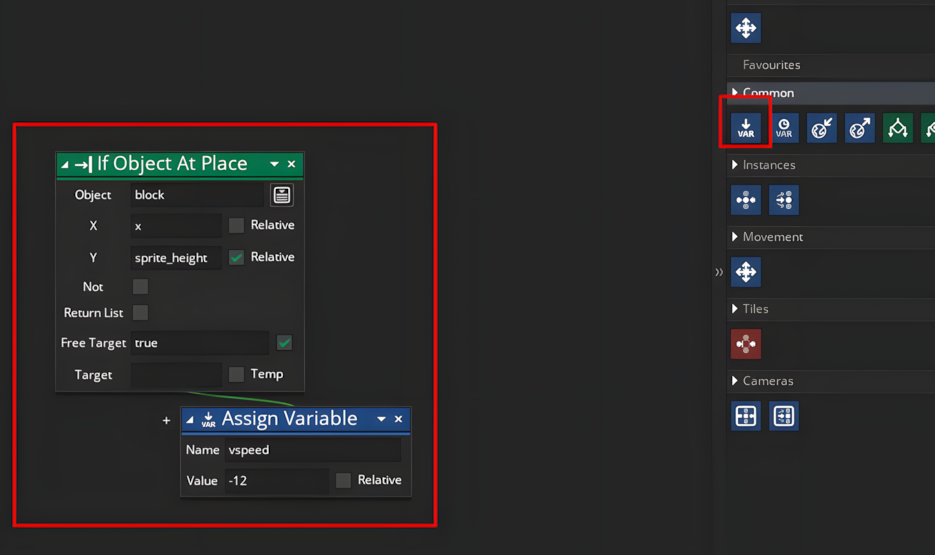 If Object At Place
Object block
X x Relative
Y sprite_height Relative
Not
Return List
Free Target true
Target Temp
Assign Variable
Name vspeed
Value -12 Relative
Favourites
Common
VAR VAR
Instances
Movement
Tiles
Cameras